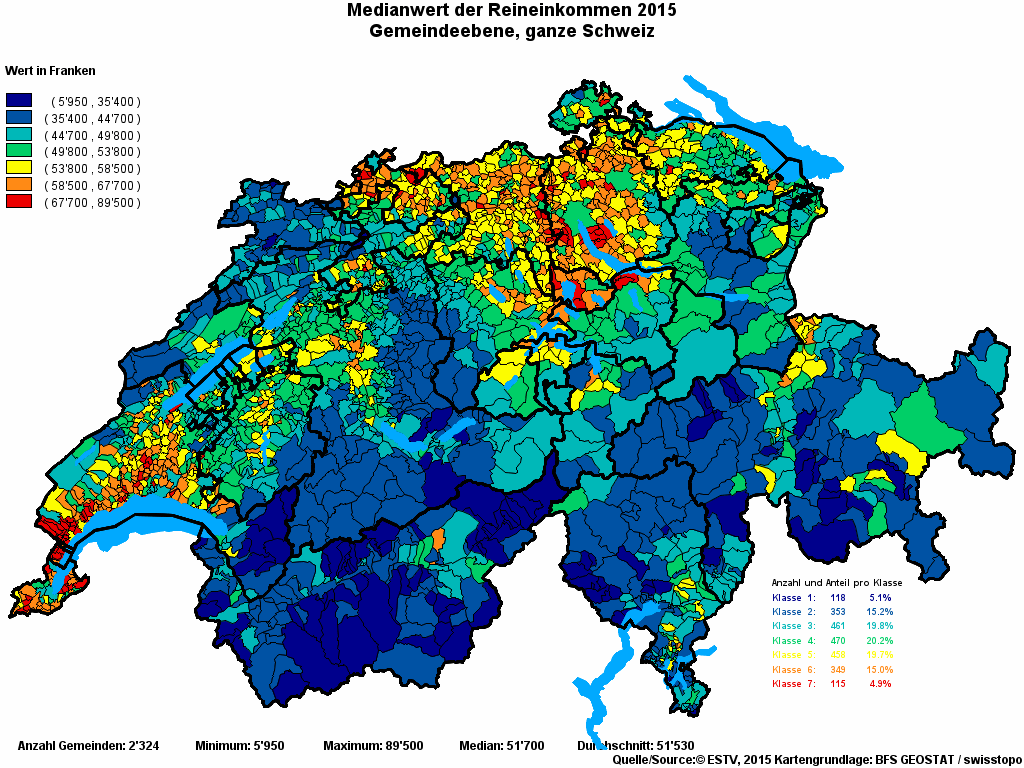 Medianwert der Reineinkommen 2015
Gemeindeebene, ganze Schweiz
Wert in Franken
( 5'950 , 35'400 )
( 35'400 , 44'700 )
( 44'700 , 49'800 )
( 49'800 , 53'800 )
( 53'800 , 58'500 )
( 58'500 , 67'700 )
( 67'700 , 89'500 )
Anzahl und Anteil pro Klasse
Klasse 1: 118 5.1%
Klasse 2: 353 15.2%
Klasse 3: 461 19.8%
Klasse 4: 470 20.2%
Klasse 5: 458 19.7%
Klasse 6: 349 15.0%
Klasse 7: 115 4.9%
Anzahl Gemeinden: 2'324 Minimum: 5'950 Maximum: 89'500 Median: 51'700 Durchschnitt: 51'530
Quelle/Source:© ESTV, 2015 Kartengrundlage: BFS GEOSTAT / swisstopo